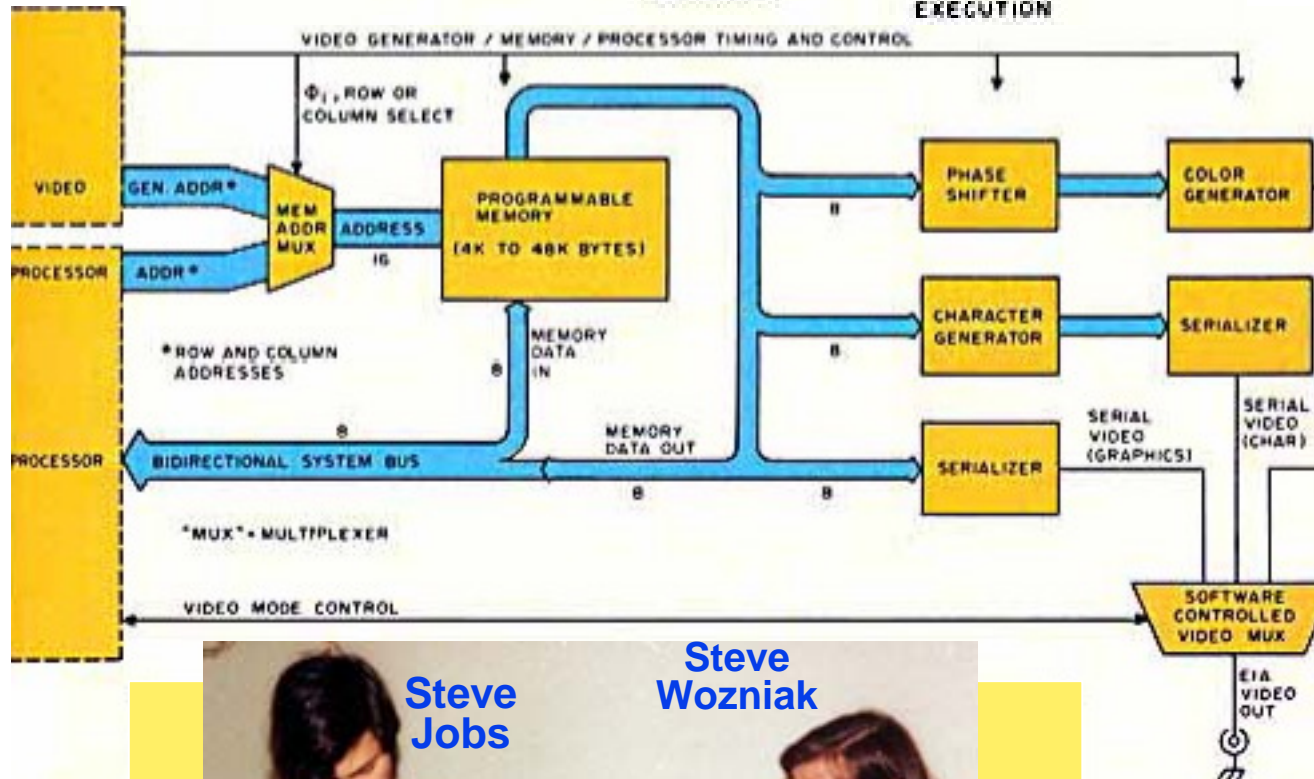 EXECUTION
VIDEO GENERATOR / MEMORY / PROCESSOR TIMING AND CONTROL
Φ₁, ROW OR
COLUMN SELECT
VIDEO
GEN. ADDR*
MEM
ADDR
MUX
ADDRESS
16
PROGRAMMABLE
MEMORY
(4K TO 48K BYTES)
PHASE
SHIFTER
COLOR
GENERATOR
8
PROCESSOR
ADDR*
*ROW AND COLUMN
ADDRESSES
8
MEMORY
DATA
IN
CHARACTER
GENERATOR
SERIALIZER
8
PROCESSOR
8
BIDIRECTIONAL SYSTEM BUS
MEMORY
DATA OUT
8
8
SERIALIZER
SERIAL
VIDEO
(GRAPHICS)
SERIAL
VIDEO
(CHAR)
"MUX" = MULTIPLEXER
VIDEO MODE CONTROL
SOFTWARE
CONTROLLED
VIDEO MUX
EIA
VIDEO
OUT
Steve
Jobs
Steve
Wozniak